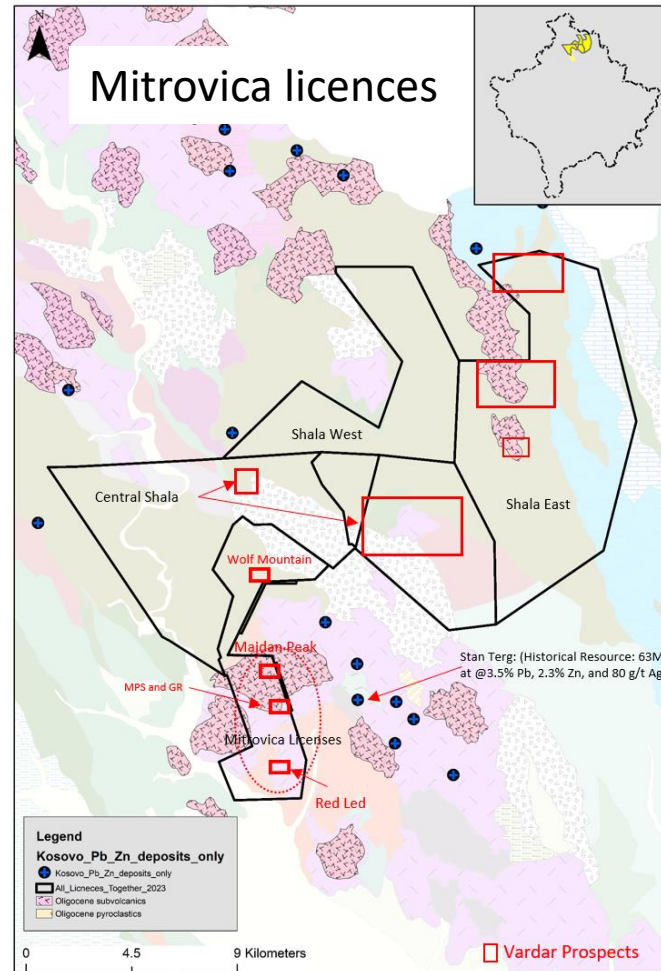 N
Mitrovica licences
Shala West
Central Shala
Shala East
Wolf Mountain
Majdan Peak
Stan Terg: (Historical Resource: 63M
at @3.5% Pb, 2.3% Zn, and 80 g/t Ag
MPS and GR
Mitrovica Licenses
Red Led
Legend
Kosovo_Pb_Zn_deposits_only
Kosovo_Pb_Zn_deposits_only
All_Licneces_Together_2023
Oligocene subvolcanics
Oligocene pyroclastics
0 4.5 9 Kilometers
Vardar Prospects